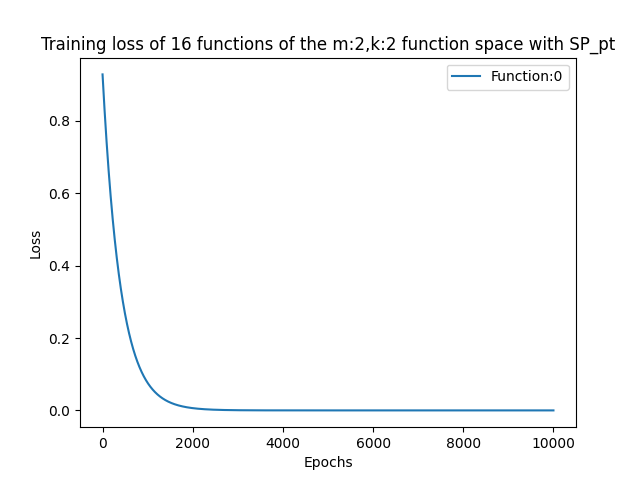 Training loss of 16 functions of the m:2,k:2 function space with SP_pt
Function:0
0.8
0.6
0.4
0.2
0.0
Loss
0 2000 4000 6000 8000 10000
Epochs